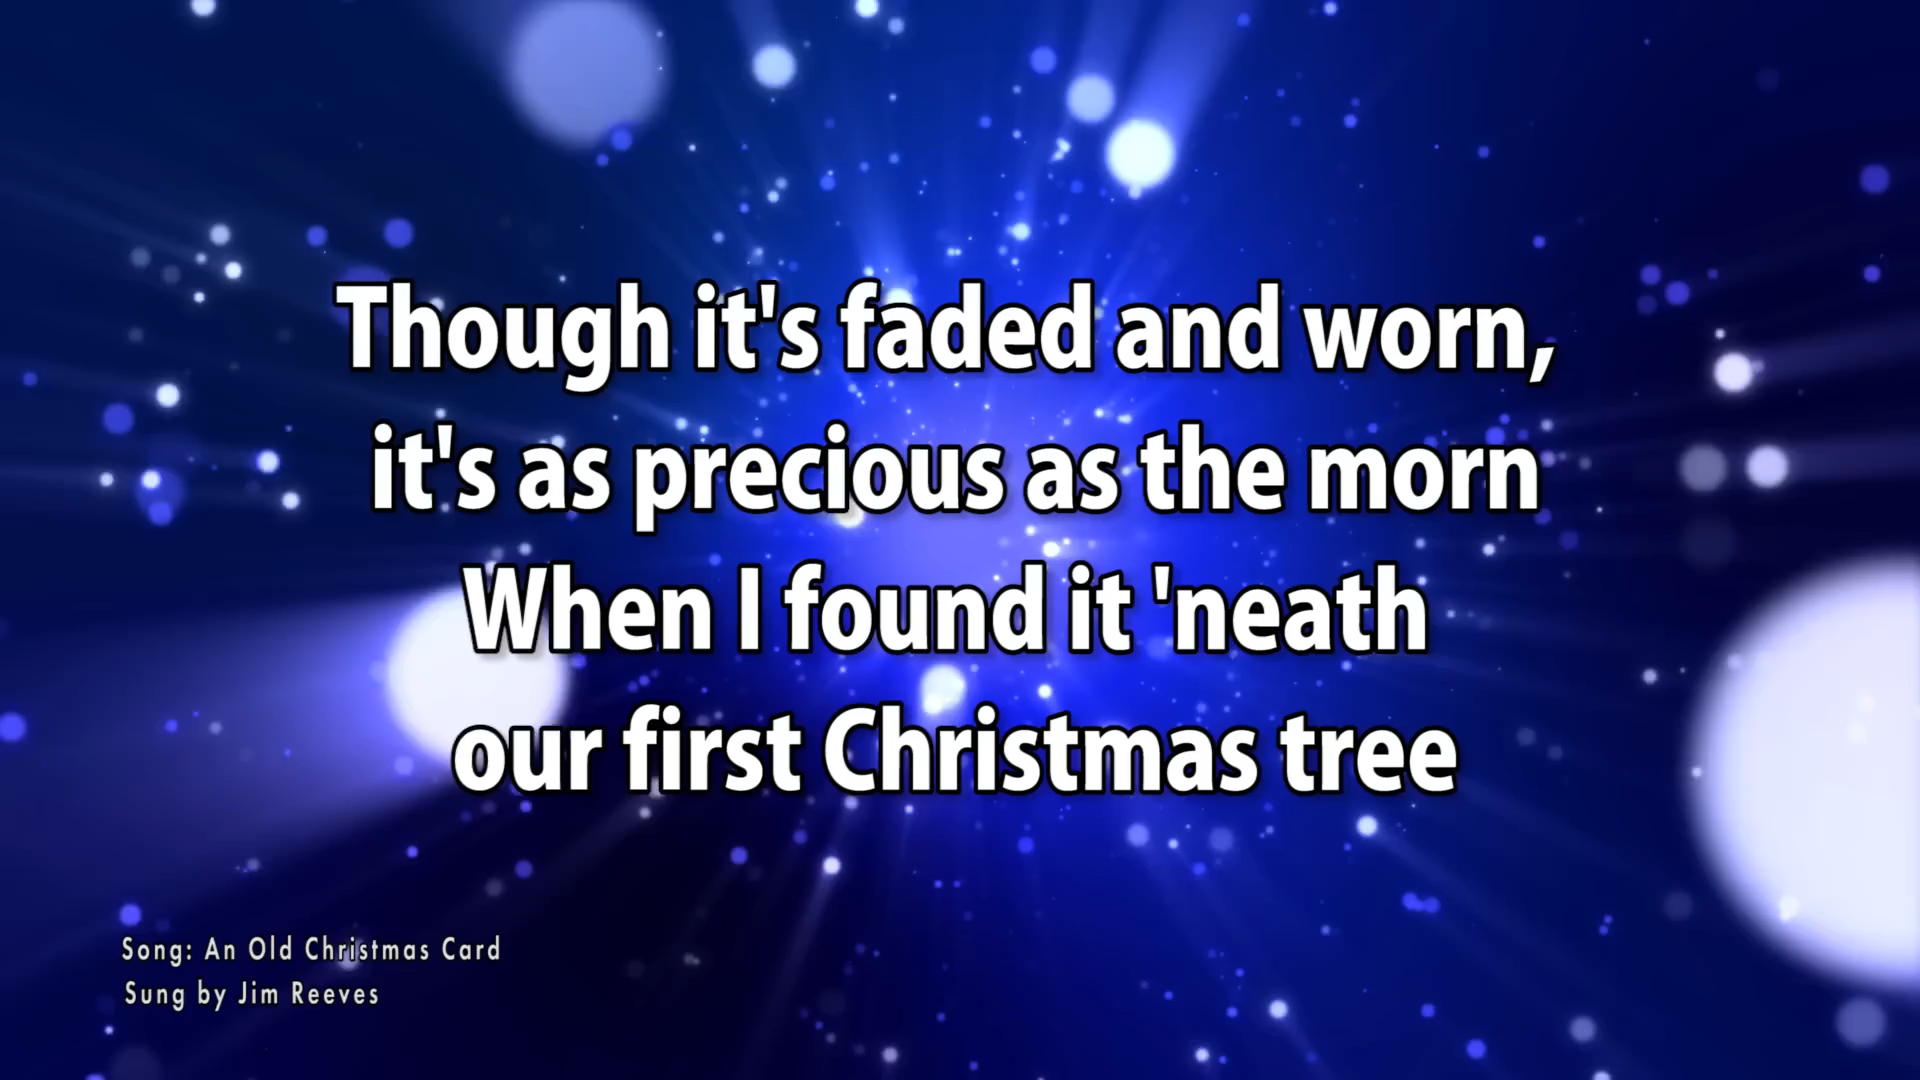 Though it's faded and worn,
it's as precious as the morn
When I found it 'neath
our first Christmas tree
Song: An Old Christmas Card
Sung by Jim Reeves